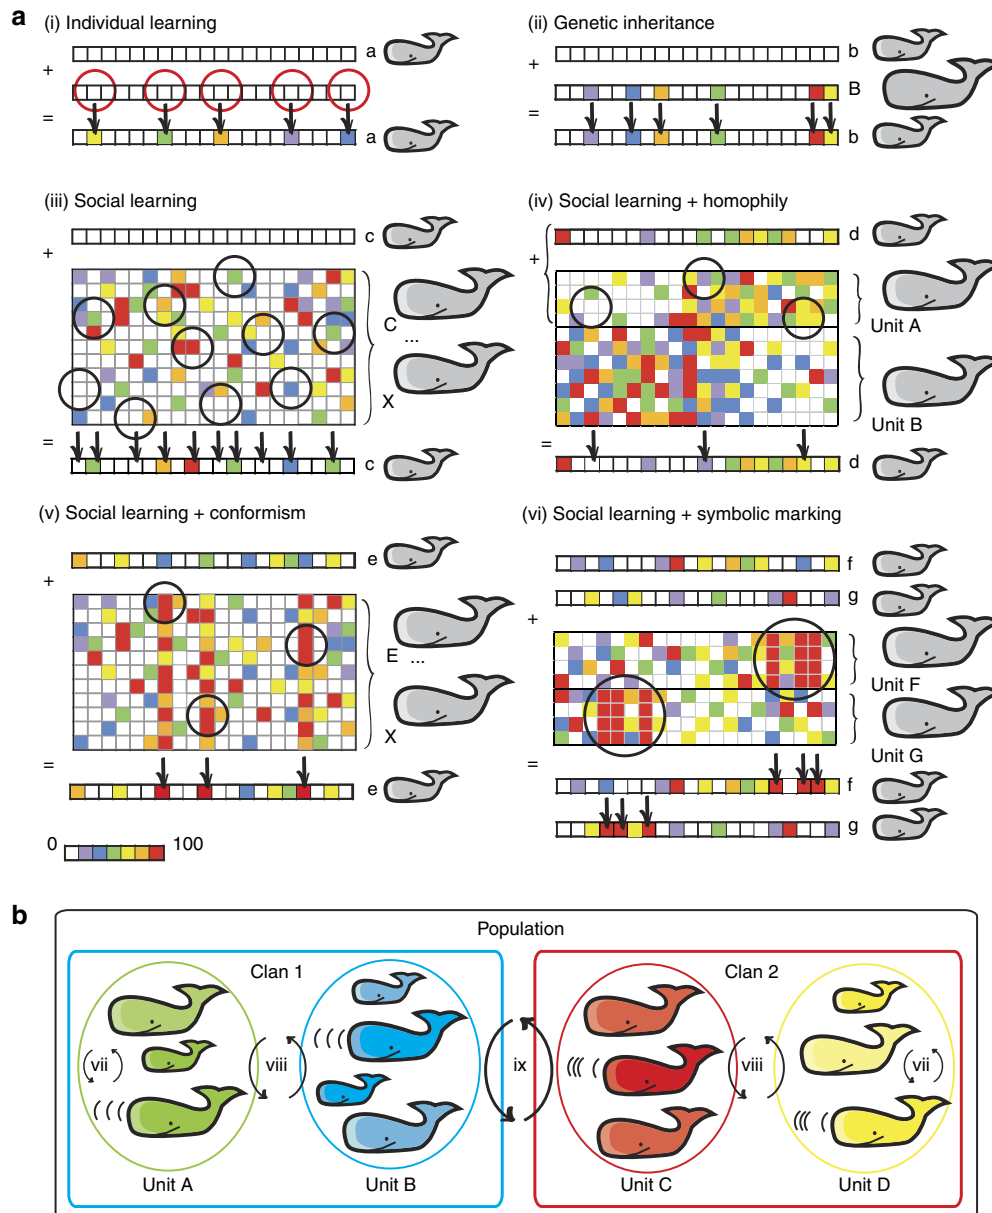 a
(i) Individual learning
a
+
=
a
(ii) Genetic inheritance
b
+
B
=
b
(iii) Social learning
c
+
C
...
X
=
c
(iv) Social learning + homophily
d
+
Unit A
Unit B
=
d
(v) Social learning + conformism
e
+
E ...
X
=
e
0 100
(vi) Social learning + symbolic marking
f
g
+
Unit F
Unit G
=
f
g
b
Population
Clan 1 Clan 2
vii viii ix viii vii
Unit A Unit B Unit C Unit D